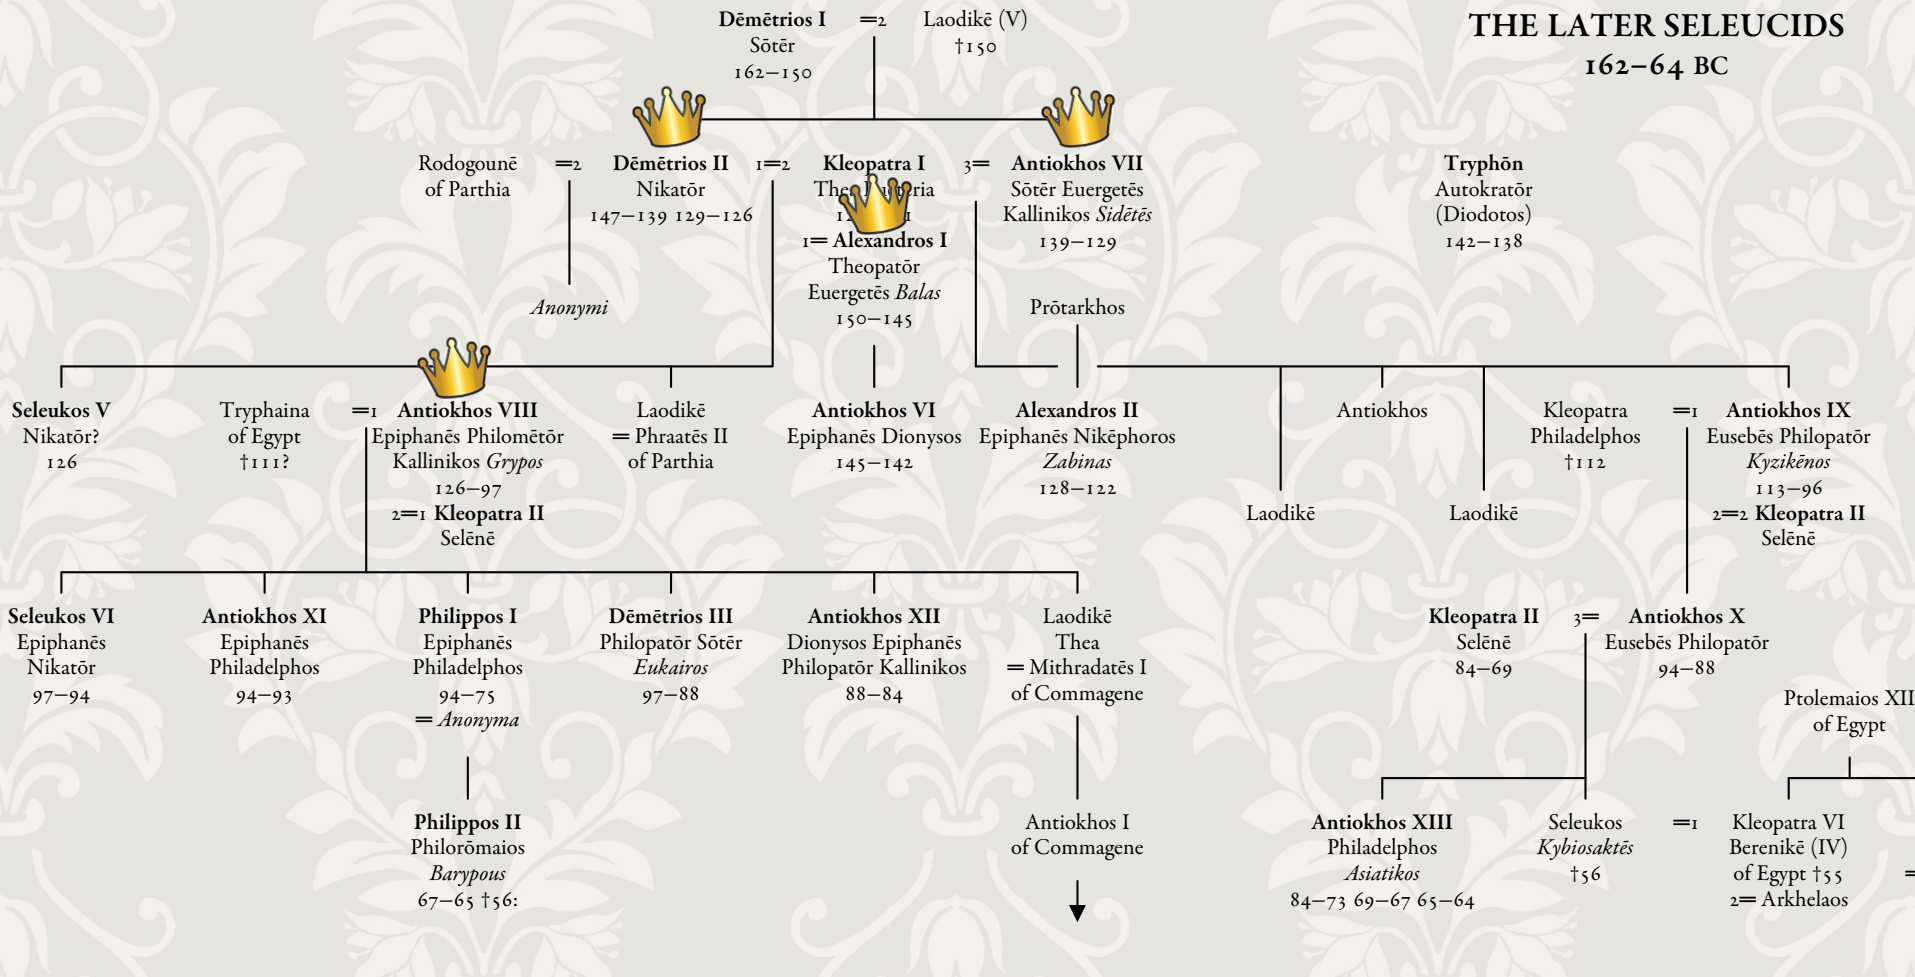 THE LATER SELEUCIDS
162–64 BC
Dēmētrios I =2 Laodikē (V)
Sōtēr †150
162–150
Rodogounē =2 Dēmētrios II 1=2 Kleopatra I 3= Antiokhos VII Tryphōn
of Parthia Nikatōr Sōtēr Euergetēs Autokratōr
147–139 129–126 Kallinikos Sidētēs (Diodotos)
1= Alexandros I 139–129 142–138
Theopatōr
Euergetēs Balas
150–145
Anonymi Prōtarkhos
Seleukos V Tryphaina =1 Antiokhos VIII Laodikē Antiokhos VI Alexandros II Antiokhos Kleopatra =1 Antiokhos IX
Nikatōr? of Egypt Epiphanēs Philomētōr = Phraatēs II Epiphanēs Dionysos Epiphanēs Nikēphoros Philadelphos Eusebēs Philopatōr
126 †111? Kallinikos Grypos of Parthia 145–142 Zabinas †112 Kyzikēnos
126–97 128–122 113–96
2=1 Kleopatra II Laodikē Laodikē 2=2 Kleopatra II
Selēnē Selēnē
Seleukos VI Antiokhos XI Philippos I Dēmētrios III Antiokhos XII Laodikē Kleopatra II 3= Antiokhos X
Epiphanēs Epiphanēs Epiphanēs Philopatōr Sōtēr Dionysos Epiphanēs Thea Selēnē Eusebēs Philopatōr
Nikatōr Philadelphos Philadelphos Eukairos Philopatōr Kallinikos = Mithradatēs I 84–69 94–88
97–94 94–93 94–75 97–88 88–84 of Commagene Ptolemaios XII
= Anonyma of Egypt
Philippos II Antiokhos I Antiokhos XIII Seleukos =1 Kleopatra VI
Philorōmaios of Commagene Philadelphos Kybiosaktēs Berenikē (IV)
Barypous Asiatikos †56 of Egypt †55 =
67–65 †56: 84–73 69–67 65–64 2= Arkhelaos